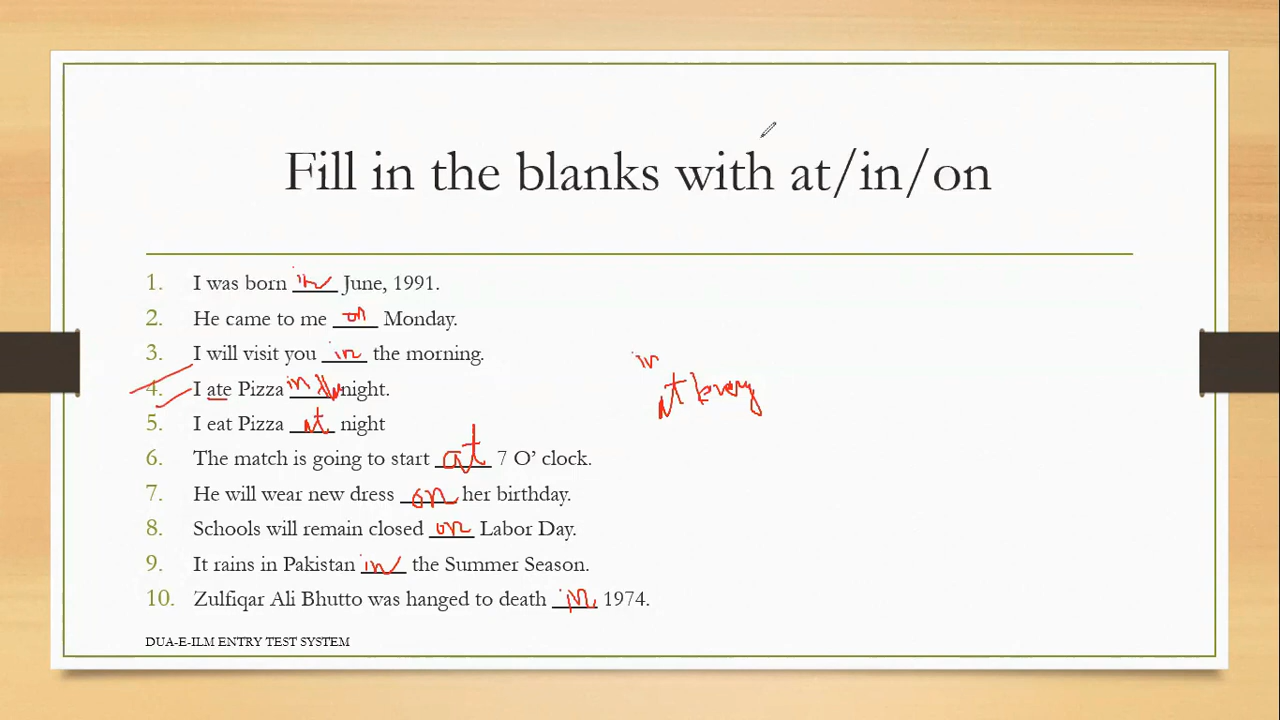 Fill in the blanks with at/in/on
1. I was born in June, 1991.
2. He came to me on Monday.
3. I will visit you in the morning.
in
4. I ate Pizza in the night.
at every
5. I eat Pizza at night
6. The match is going to start at 7 O’ clock.
7. He will wear new dress on her birthday.
8. Schools will remain closed on Labor Day.
9. It rains in Pakistan in the Summer Season.
10. Zulfiqar Ali Bhutto was hanged to death in 1974.
DUA-E-ILM ENTRY TEST SYSTEM